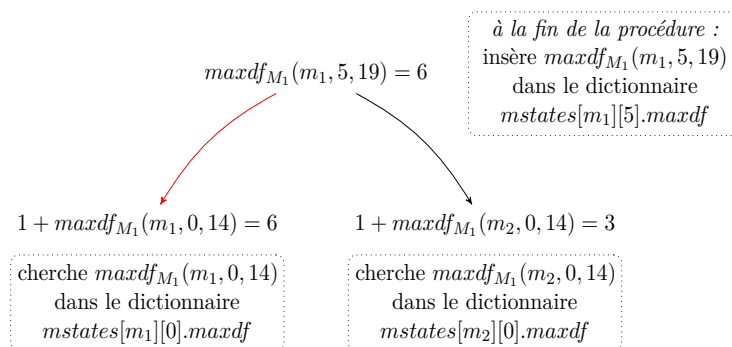 à la fin de la procédure :
insère maxdf_{M_1}(m_1, 5, 19)
dans le dictionnaire
mstates[m_1][5].maxdf
maxdf_{M_1}(m_1, 5, 19) = 6
1 + maxdf_{M_1}(m_1, 0, 14) = 6
1 + maxdf_{M_1}(m_2, 0, 14) = 3
cherche maxdf_{M_1}(m_1, 0, 14)
dans le dictionnaire
mstates[m_1][0].maxdf
cherche maxdf_{M_1}(m_2, 0, 14)
dans le dictionnaire
mstates[m_2][0].maxdf